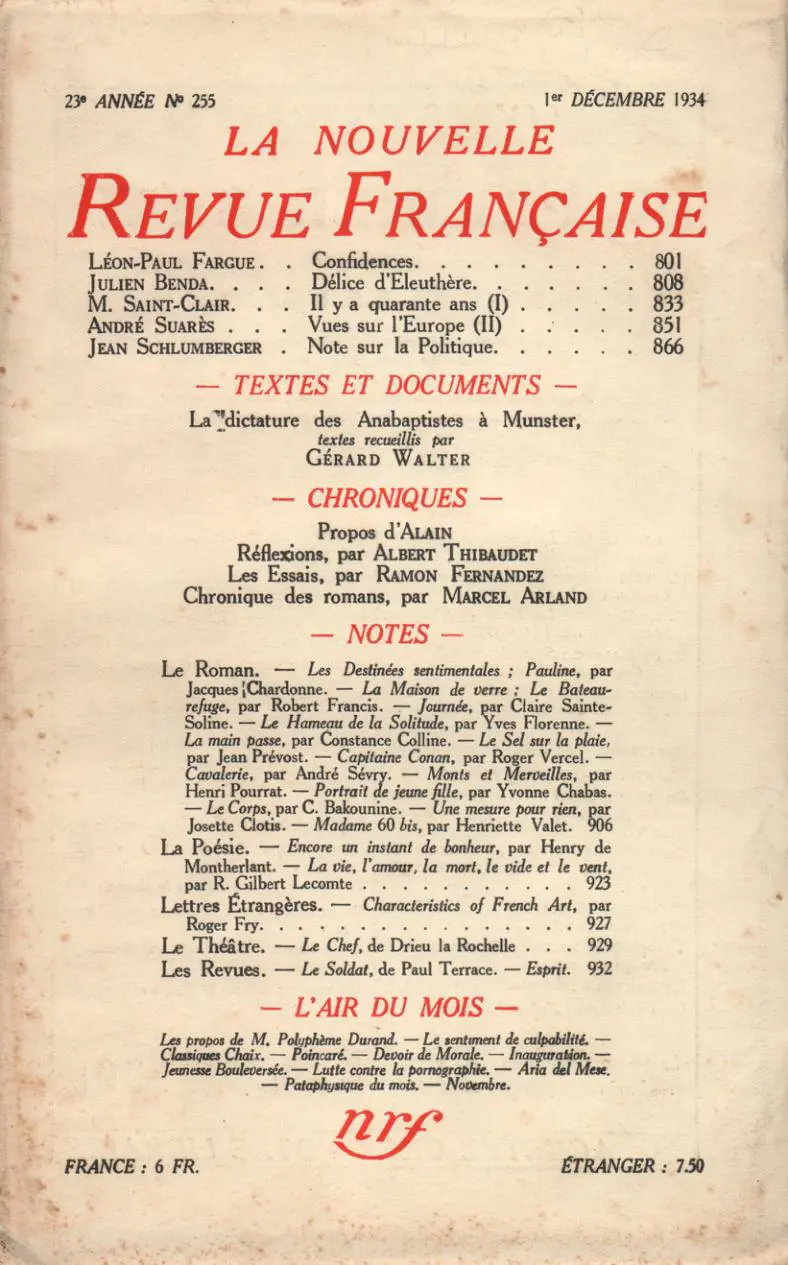 23e ANNÉE No 255 1er DÉCEMBRE 1934
LA NOUVELLE
REVUE FRANÇAISE
LÉON-PAUL FARGUE. . Confidences. . . . . . . . . 801
JULIEN BENDA. . . . Délice d'Eleuthère. . . . . . . 808
M. SAINT-CLAIR. . . Il y a quarante ans (I) . . . . . 833
ANDRÉ SUARÈS . . . Vues sur l'Europe (II) . . . . . 851
JEAN SCHLUMBERGER . Note sur la Politique. . . . . . 866
— TEXTES ET DOCUMENTS —
La dictature des Anabaptistes à Munster,
textes recueillis par
GÉRARD WALTER
— CHRONIQUES —
Propos d'ALAIN
Réflexions, par ALBERT THIBAUDET
Les Essais, par RAMON FERNANDEZ
Chronique des romans, par MARCEL ARLAND
— NOTES —
Le Roman. — Les Destinées sentimentales ; Pauline, par
Jacques Chardonne. — La Maison de verre ; Le Bateau-
refuge, par Robert Francis. — Journée, par Claire Sainte-
Soline. — Le Hameau de la Solitude, par Yves Florenne. —
La main passe, par Constance Colline. — Le Sel sur la plaie,
par Jean Prévost. — Capitaine Conan, par Roger Vercel. —
Cavalerie, par André Sévry. — Monts et Merveilles, par
Henri Pourrat. — Portrait de jeune fille, par Yvonne Chabas.
— Le Corps, par C. Bakounine. — Une mesure pour rien, par
Josette Clotis. — Madame 60 bis, par Henriette Valet. 906
La Poésie. — Encore un instant de bonheur, par Henry de
Montherlant. — La vie, l'amour, la mort, le vide et le vent,
par R. Gilbert Lecomte . . . . . . . . . . . 923
Lettres Étrangères. — Characteristics of French Art, par
Roger Fry. . . . . . . . . . . . . . . . 927
Le Théâtre. — Le Chef, de Drieu la Rochelle . . . 929
Les Revues. — Le Soldat, de Paul Terrace. — Esprit. 932
— L'AIR DU MOIS —
Les propos de M. Polyphème Durand. — Le sentiment de culpabilité. —
Classiques Chaix. — Poincaré. — Devoir de Morale. — Inauguration. —
Jeunesse Bouleversée. — Lutte contre la pornographie. — Aria del Mese.
— Pataphysique du mois. — Novembre.
nrf
FRANCE : 6 FR. ÉTRANGER : 7.50